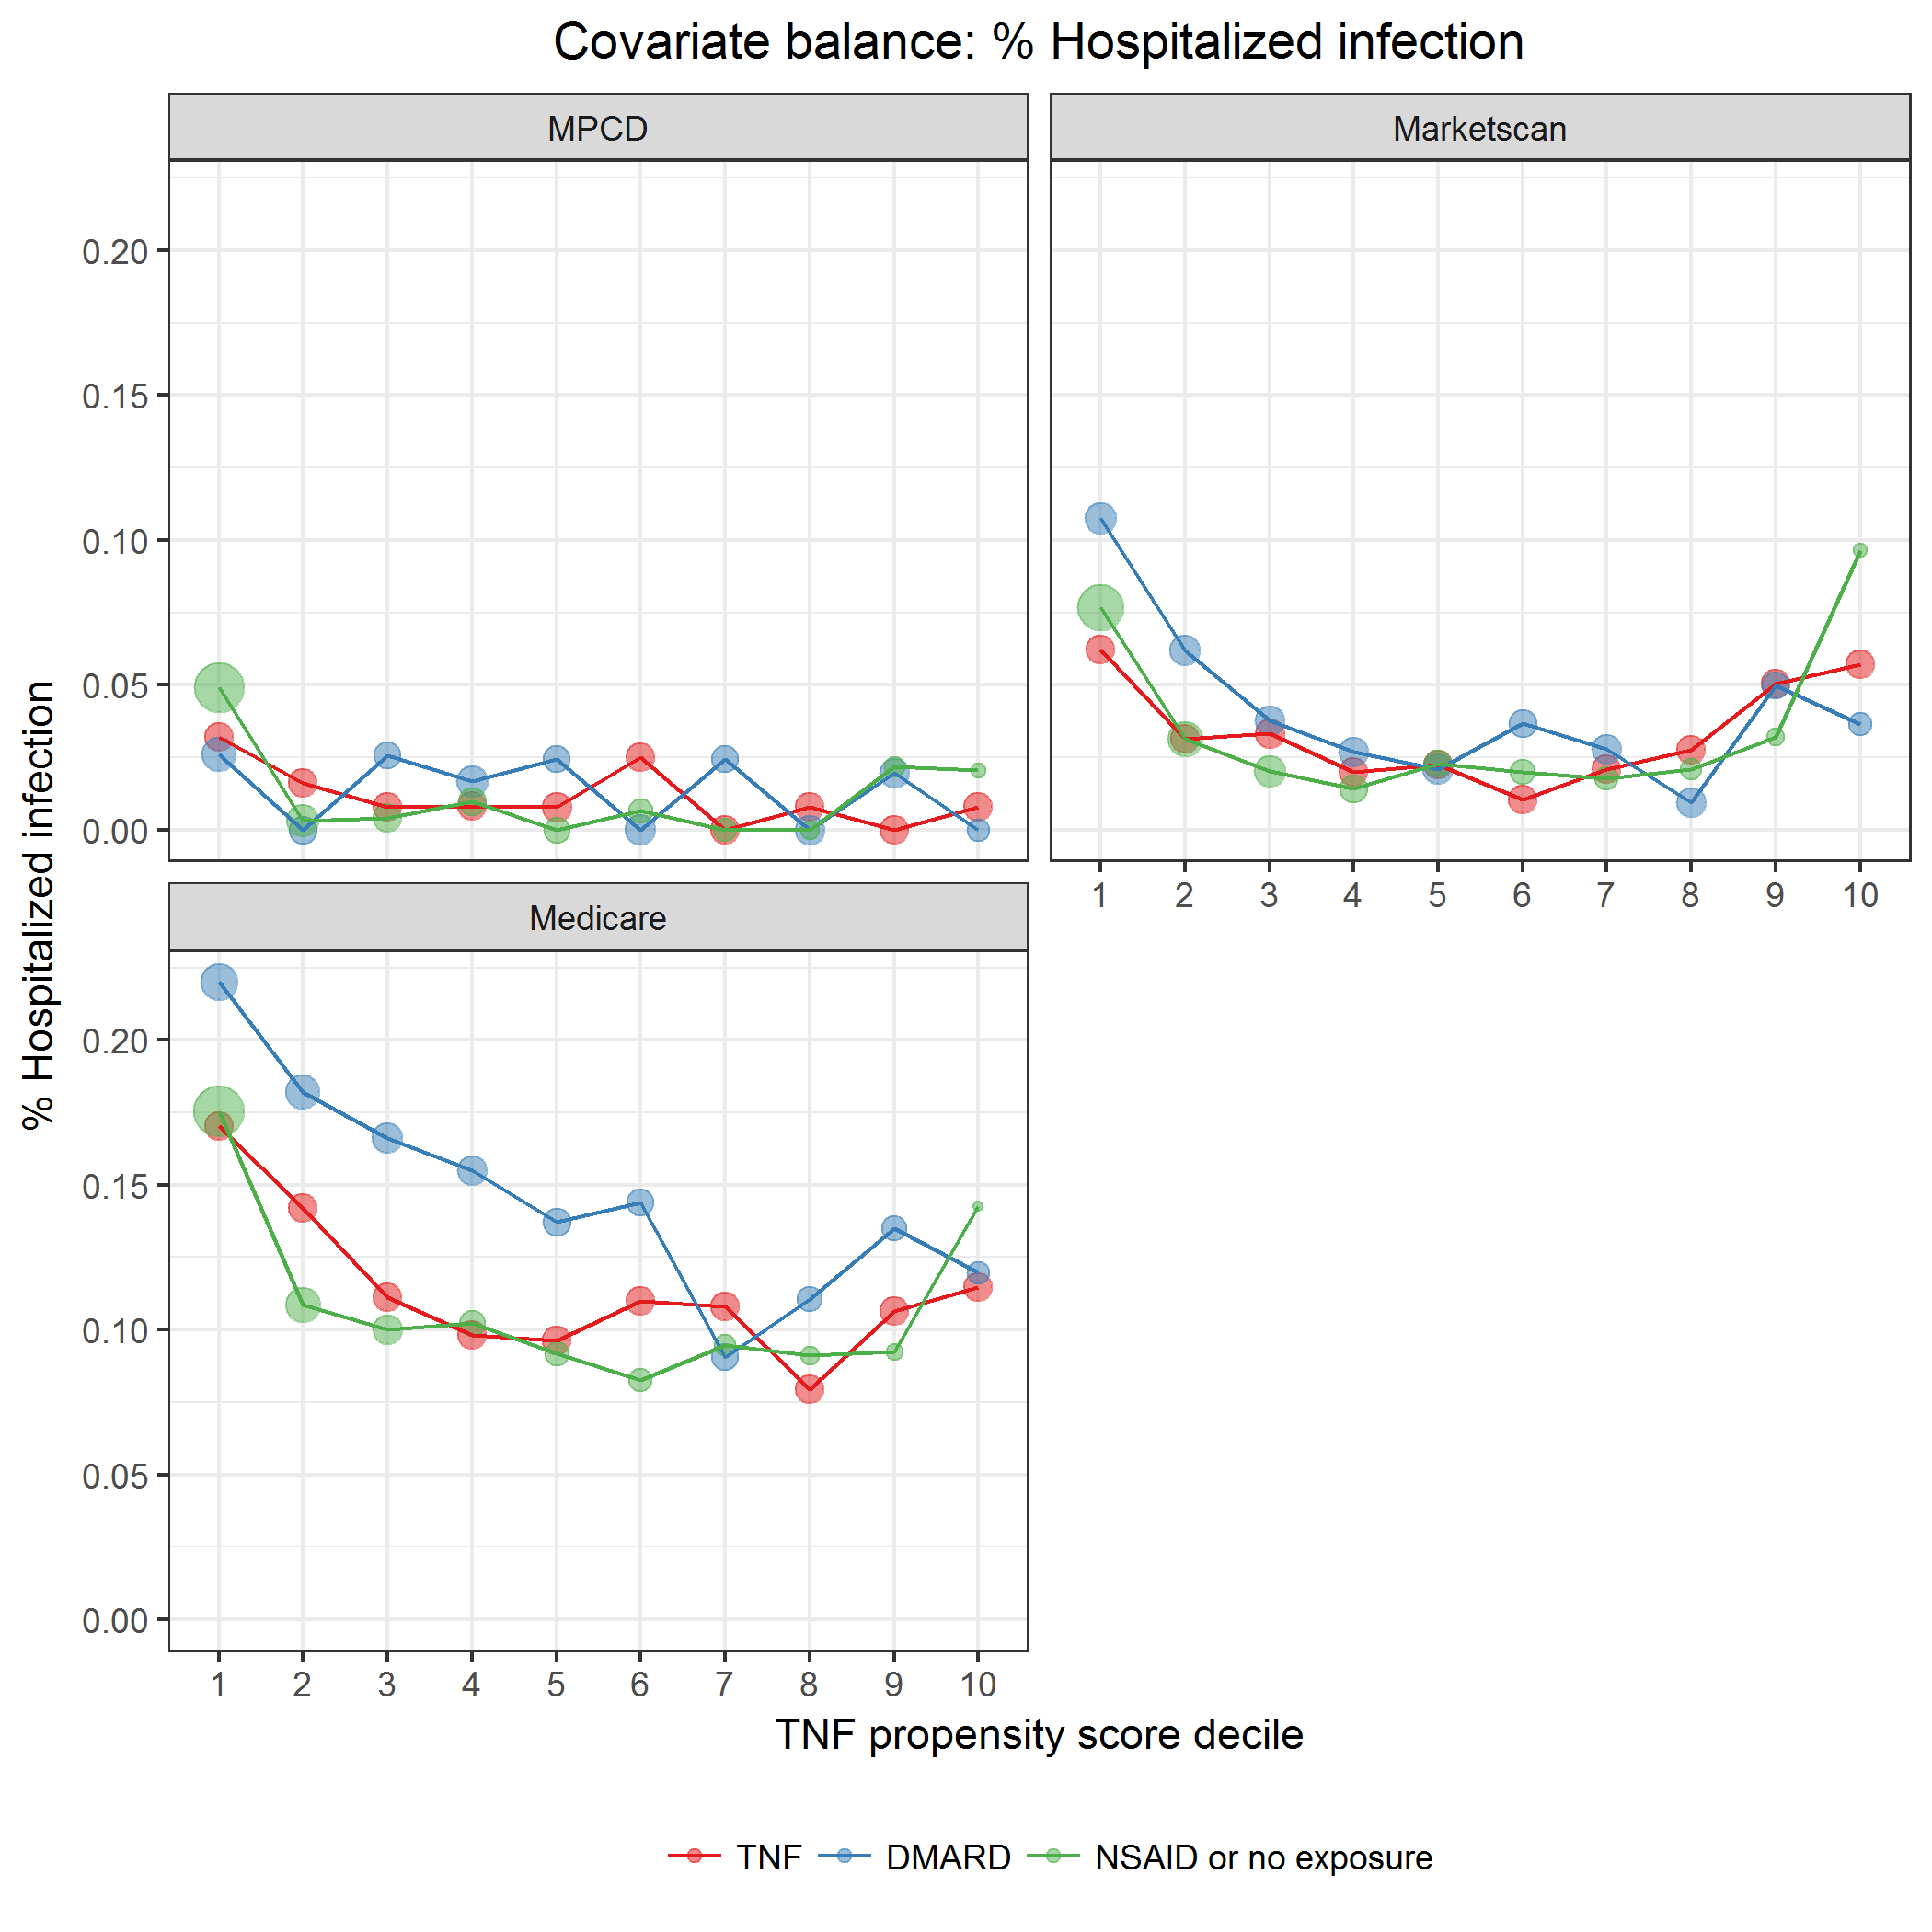 Covariate balance: % Hospitalized infection
MPCD
Marketscan
0.20
0.15
0.10
0.05
0.00
1 2 3 4 5 6 7 8 9 10
Medicare
0.20
0.15
0.10
0.05
0.00
1 2 3 4 5 6 7 8 9 10
% Hospitalized infection
TNF propensity score decile
TNF DMARD NSAID or no exposure